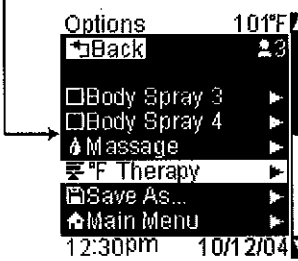 Options 101°F
Back 3
Body Spray 3
Body Spray 4
Massage
°F Therapy
Save As...
Main Menu
12:30pm 10/12/04